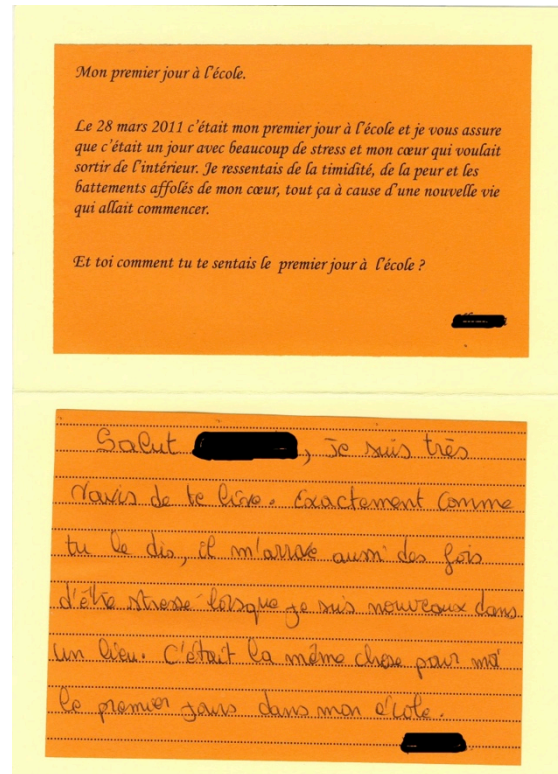 Mon premier jour à l'école.
Le 28 mars 2011 c'était mon premier jour à l'école et je vous assure
que c'était un jour avec beaucoup de stress et mon cœur qui voulait
sortir de l'intérieur. Je ressentais de la timidité, de la peur et les
battements affolés de mon cœur, tout ça à cause d'une nouvelle vie
qui allait commencer.
Et toi comment tu te sentais le premier jour à l'école ?
Salut , je suis très
ravis de te lire. Exactement comme
tu le dis, il m'arrive aussi des fois
d'être stressé lorsque je suis nouveaux dans
un lieu. C'était la même chose pour moi
le premier jours dans mon école.